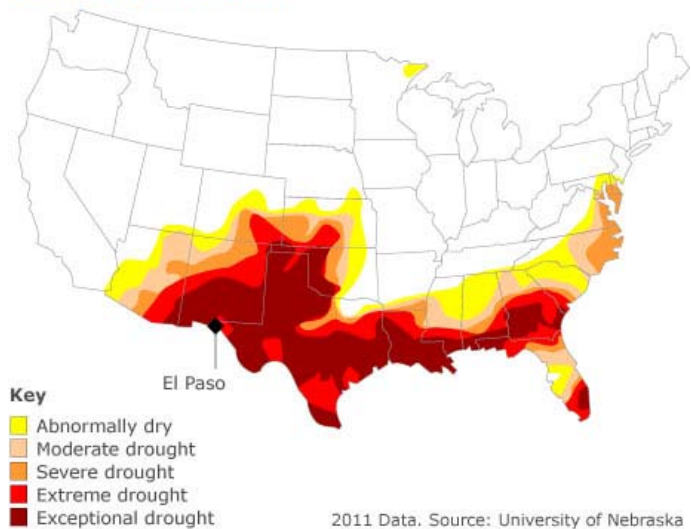 El Paso
Key
Abnormally dry
Moderate drought
Severe drought
Extreme drought
Exceptional drought
2011 Data. Source: University of Nebraska